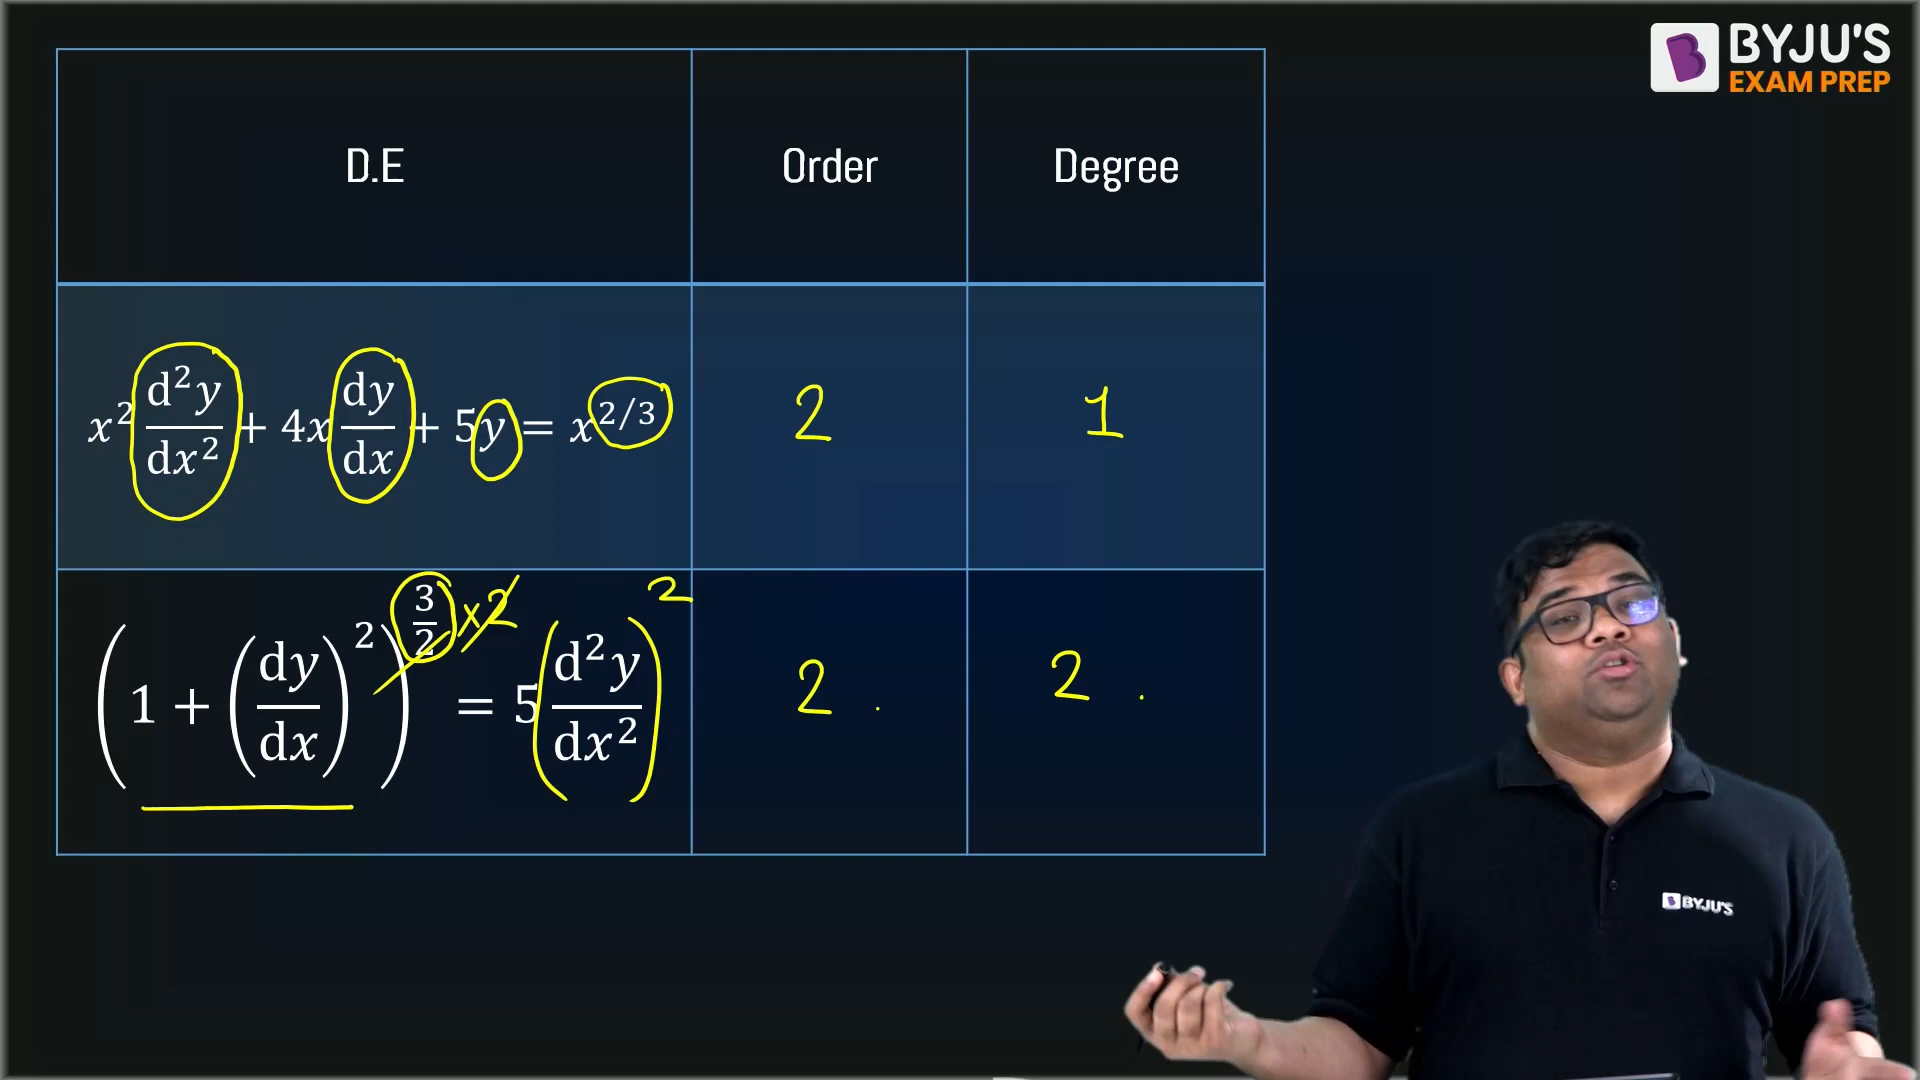 BYJU'S
EXAM PREP
D.E Order Degree
x² d²y/dx² + 4x dy/dx + 5y = x^2/3 2 1
(1 + (dy/dx)²)^3/2 ×2 = 5(d²y/dx²)² 2 . 2 .
BYJU'S